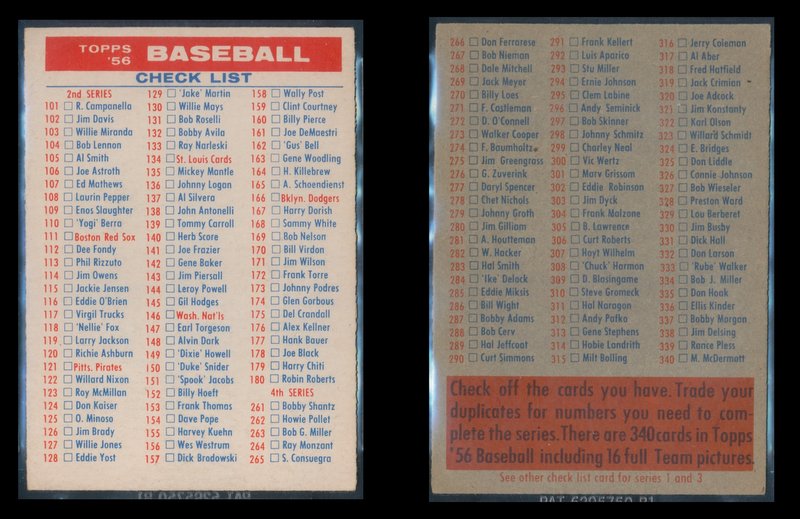 TOPPS '56 BASEBALL
CHECK LIST
2nd SERIES
101 R. Campanella
102 Jim Davis
103 Willie Miranda
104 Bob Lennon
105 Al Smith
106 Joe Astroth
107 Ed Mathews
108 Laurin Pepper
109 Enos Slaughter
110 'Yogi' Berra
111 Boston Red Sox
112 Dee Fondy
113 Phil Rizzuto
114 Jim Owens
115 Jackie Jensen
116 Eddie O'Brien
117 Virgil Trucks
118 'Nellie' Fox
119 Larry Jackson
120 Richie Ashburn
121 Pitts. Pirates
122 Willard Nixon
123 Roy McMillan
124 Don Kaiser
125 O. Minoso
126 Jim Brady
127 Willie Jones
128 Eddie Yost
129 'Jake' Martin
130 Willie Mays
131 Bob Roselli
132 Bobby Avila
133 Ray Narleski
134 St. Louis Cards
135 Mickey Mantle
136 Johnny Logan
137 Al Silvera
138 John Antonelli
139 Tommy Carroll
140 Herb Score
141 Joe Frazier
142 Gene Baker
143 Jim Piersall
144 Leroy Powell
145 Gil Hodges
146 Wash. Nat'ls
147 Earl Torgeson
148 Alvin Dark
149 'Dixie' Howell
150 'Duke' Snider
151 'Spook' Jacobs
152 Billy Hoeft
153 Frank Thomas
154 Dave Pope
155 Harvey Kuehn
156 Wes Westrum
157 Dick Brodowski
158 Wally Post
159 Clint Courtney
160 Billy Pierce
161 Joe DeMaestri
162 'Gus' Bell
163 Gene Woodling
164 H. Killebrew
165 A. Schoendienst
166 Bklyn. Dodgers
167 Harry Dorish
168 Sammy White
169 Bob Nelson
170 Bill Virdon
171 Jim Wilson
172 Frank Torre
173 Johnny Podres
174 Glen Gorbous
175 Del Crandall
176 Alex Kellner
177 Hank Bauer
178 Joe Black
179 Harry Chiti
180 Robin Roberts
4th SERIES
261 Bobby Shantz
262 Howie Pollet
263 Bob G. Miller
264 Ray Monzant
265 S. Consuegra
266 Don Ferrarese
267 Bob Nieman
268 Dale Mitchell
269 Jack Meyer
270 Billy Loes
271 F. Castleman
272 D. O'Connell
273 Walker Cooper
274 F. Baumholtz
275 Jim Greengrass
276 G. Zuverink
277 Daryl Spencer
278 Chet Nichols
279 Johnny Groth
280 Jim Gilliam
281 A. Houtteman
282 W. Hacker
283 Hal Smith
284 'Ike' Delock
285 Eddie Miksis
286 Bill Wight
287 Bobby Adams
288 Bob Cerv
289 Hal Jeffcoat
290 Curt Simmons
291 Frank Kellert
292 Luis Aparico
293 Stu Miller
294 Ernie Johnson
295 Clem Labine
296 Andy Seminick
297 Bob Skinner
298 Johnny Schmitz
299 Charley Neal
300 Vic Wertz
301 Marv Grissom
302 Eddie Robinson
303 Jim Dyck
304 Frank Malzone
305 B. Lawrence
306 Curt Roberts
307 Hoyt Wilhelm
308 'Chuck' Harmon
309 D. Blasingame
310 Steve Gromeck
311 Hal Narogon
312 Andy Pafko
313 Gene Stephens
314 Hobie Landrith
315 Milt Bolling
316 Jerry Coleman
317 Al Aber
318 Fred Hatfield
319 Jack Crimian
320 Joe Adcock
321 Jim Konstanty
322 Karl Olson
323 Willard Schmidt
324 E. Bridges
325 Don Liddle
326 Connie Johnson
327 Bob Wieseler
328 Preston Ward
329 Lou Berberet
330 Jim Busby
331 Dick Hall
332 Don Larsen
333 'Rube' Walker
334 Bob J. Miller
335 Don Hoak
336 Ellis Kinder
337 Bobby Morgan
338 Jim Delsing
339 Rance Pless
340 M. McDermott
Check off the cards you have. Trade your
duplicates for numbers you need to com-
plete the series. There are 340 cards in Topps
'56 Baseball including 16 full Team pictures.
See other check list card for series 1 and 3